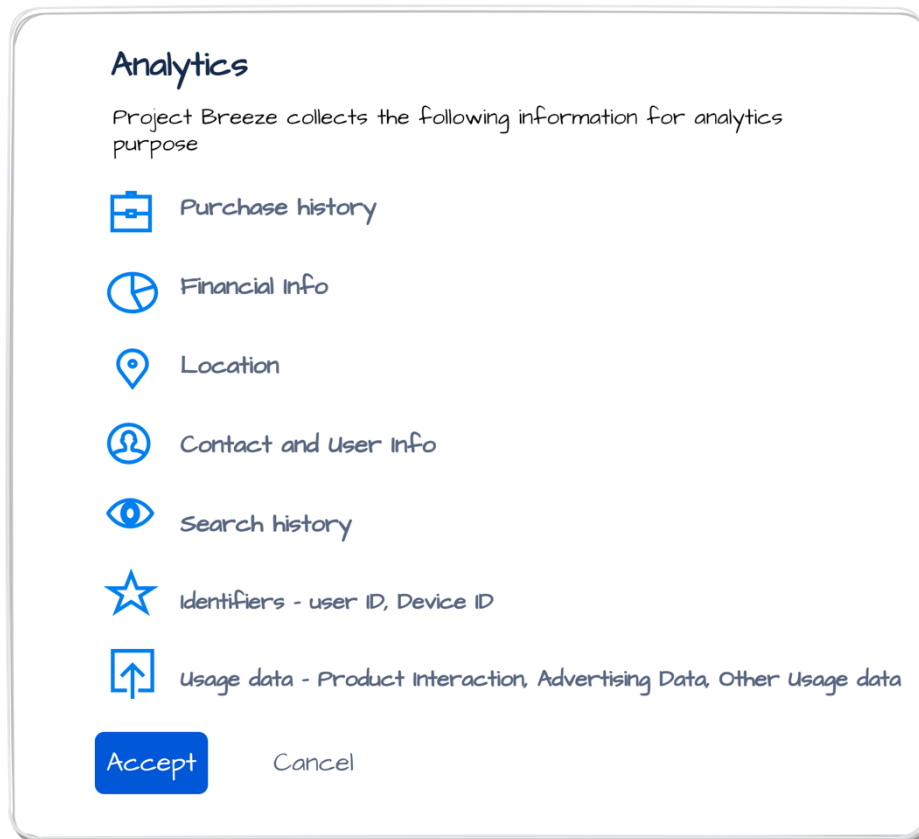 Analytics
Project Breeze collects the following information for analytics
purpose
Purchase history
Financial Info
Location
Contact and User Info
Search history
Identifiers - user ID, Device ID
Usage data - Product Interaction, Advertising Data, Other Usage data
Accept
Cancel